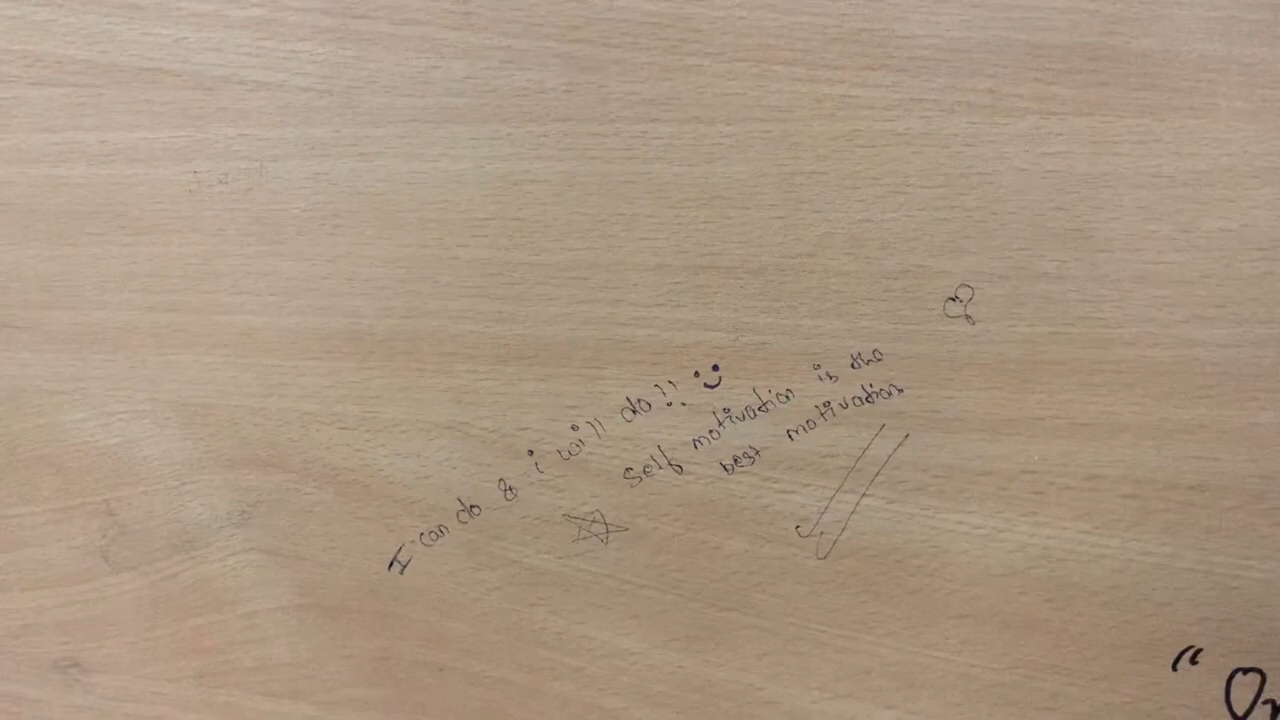 I can do & i will do!! :)
Self motivation is the
best motivation
"